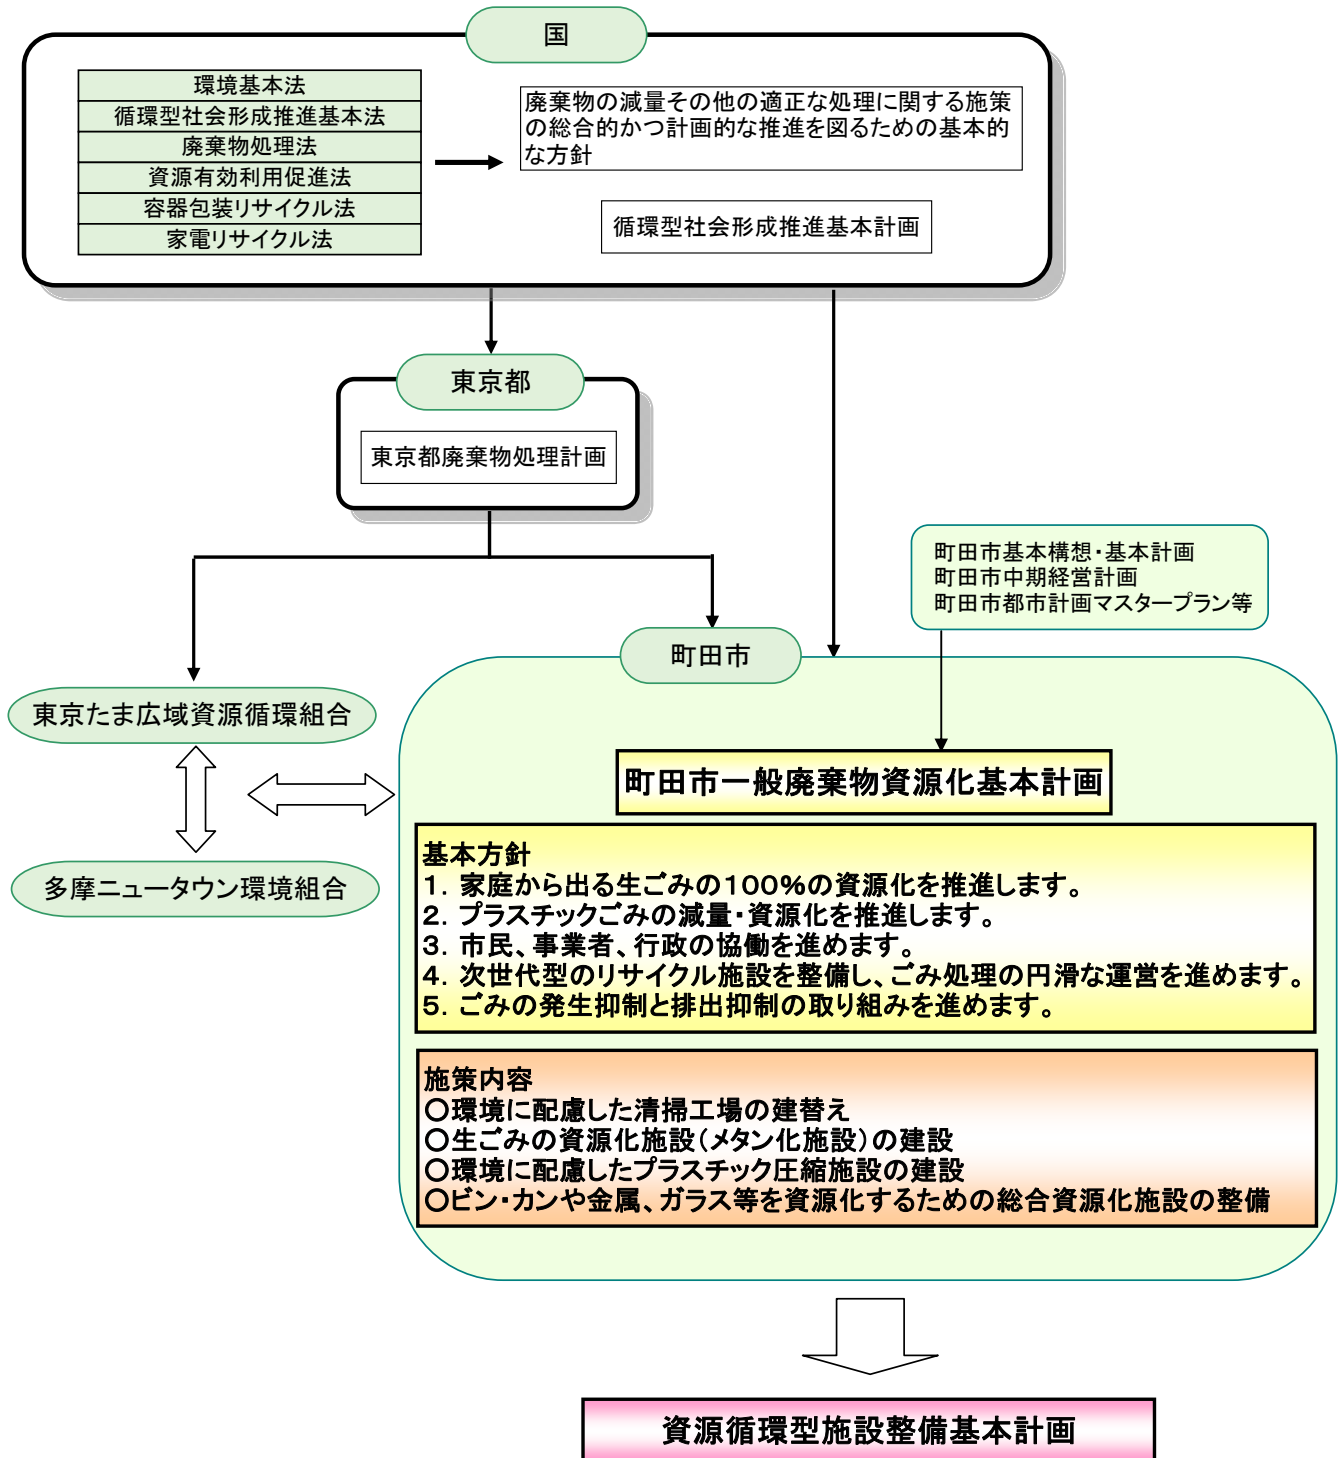 国
環境基本法
循環型社会形成推進基本法
廃棄物処理法
資源有効利用促進法
容器包装リサイクル法
家電リサイクル法
廃棄物の減量その他の適正な処理に関する施策
の総合的かつ計画的な推進を図るための基本的
な方針
循環型社会形成推進基本計画
東京都
東京都廃棄物処理計画
町田市基本構想・基本計画
町田市中期経営計画
町田市都市計画マスタープラン等
町田市
東京たま広域資源循環組合
多摩ニュータウン環境組合
町田市一般廃棄物資源化基本計画
基本方針
１．家庭から出る生ごみの１００％の資源化を推進します。
２．プラスチックごみの減量・資源化を推進します。
３．市民、事業者、行政の協働を進めます。
４．次世代型のリサイクル施設を整備し、ごみ処理の円滑な運営を進めます。
５．ごみの発生抑制と排出抑制の取り組みを進めます。
施策内容
○環境に配慮した清掃工場の建替え
○生ごみの資源化施設（メタン化施設）の建設
○環境に配慮したプラスチック圧縮施設の建設
○ビン・カンや金属、ガラス等を資源化するための総合資源化施設の整備
資源循環型施設整備基本計画